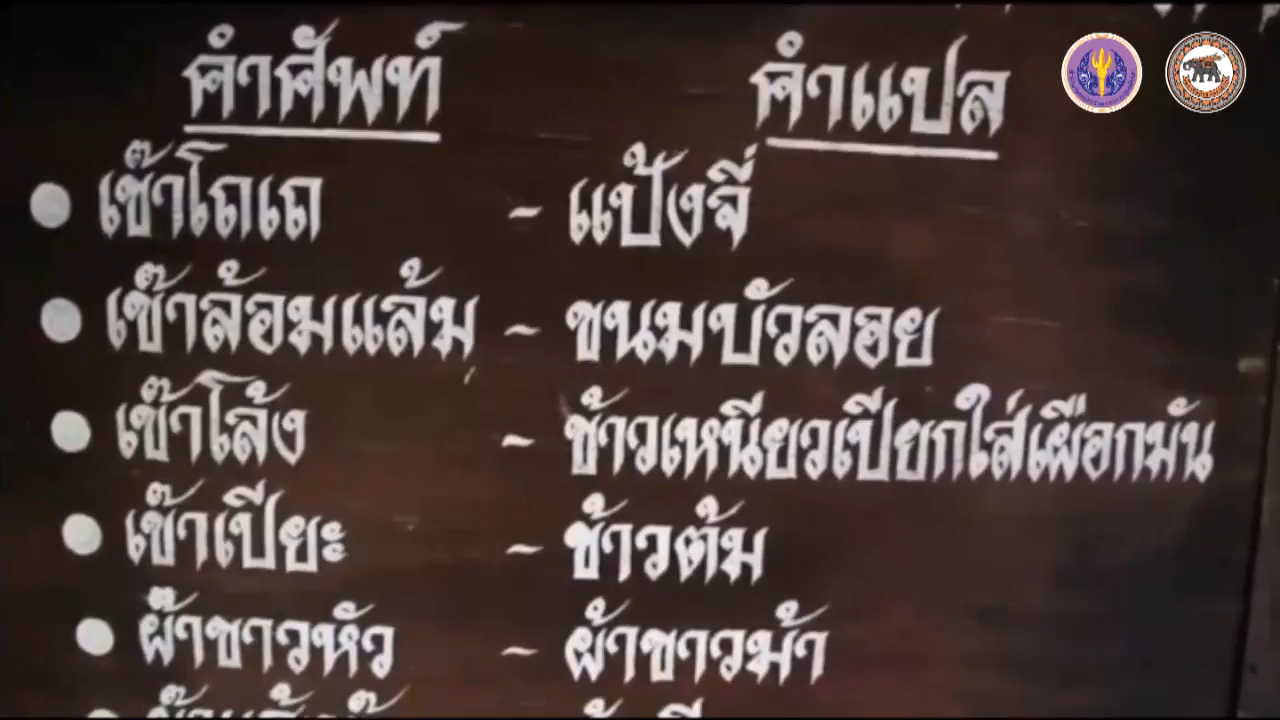 คำศัพท์ คำแปล
เข๊าโถเถ - แป้งจี่
เข๊าล้อมแล้ม - ขนมบัวลอย
เข๊าโล้ง - ข้าวเหนียวเปียกใส่เผือกมัน
เข๊าเปียะ - ข้าวต้ม
ผ๊าขาวหัว - ผ้าขาวม้า